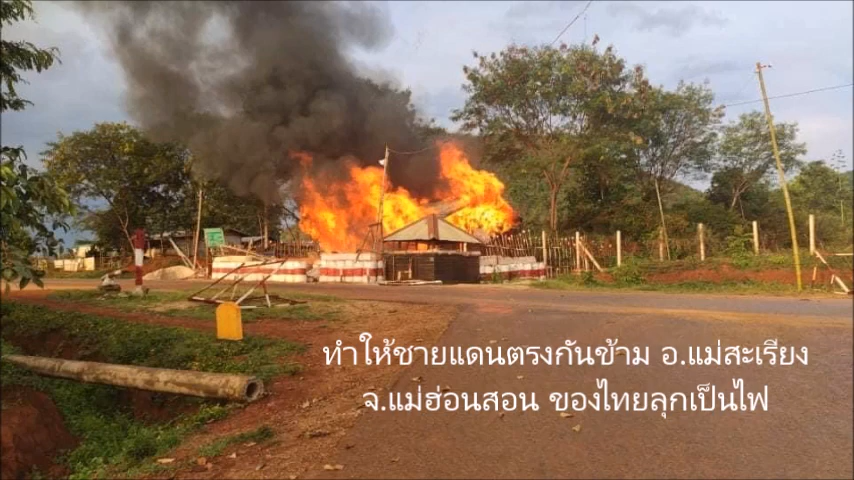 ทำให้ชายแดนตรงกันข้าม อ.แม่สะเรียง
จ.แม่ฮ่อนสอน ของไทยลุกเป็นไฟ